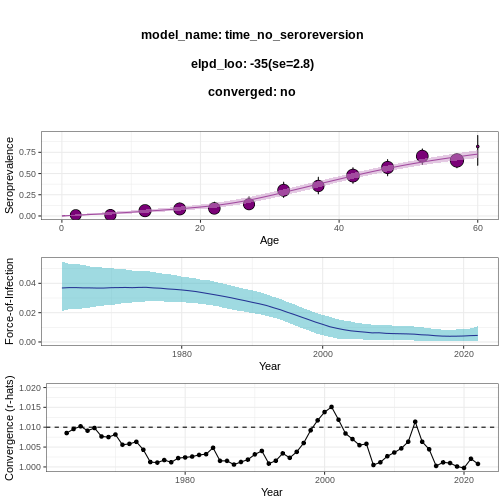 model_name: time_no_seroreversion
elpd_loo: -35(se=2.8)
converged: no
Seroprevalence
0.75
0.50
0.25
0.00
0 20 40 60
Age
Force-of-Infection
0.04
0.02
0.00
1980 2000 2020
Year
Convergence (r-hats)
1.020
1.015
1.010
1.005
1.000
1980 2000 2020
Year